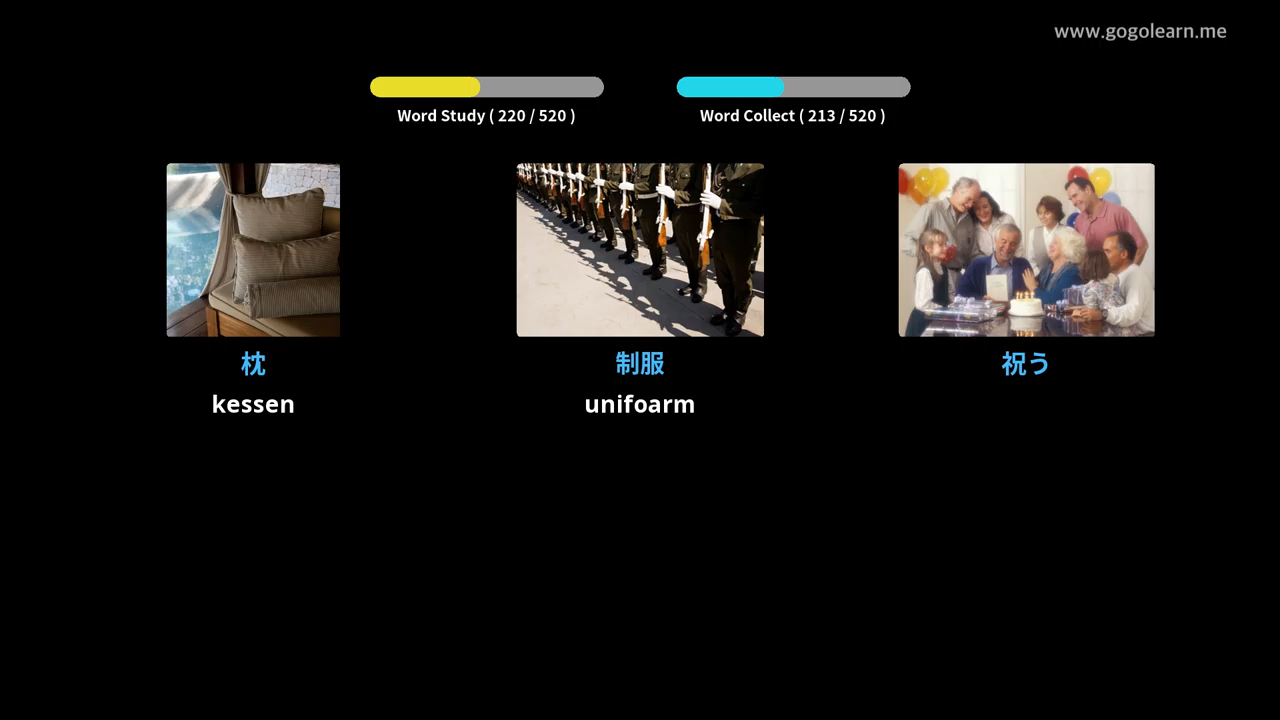 www.gogolearn.me
Word Study ( 220 / 520 )
Word Collect ( 213 / 520 )
枕
kessen
制服
unifoarm
祝う